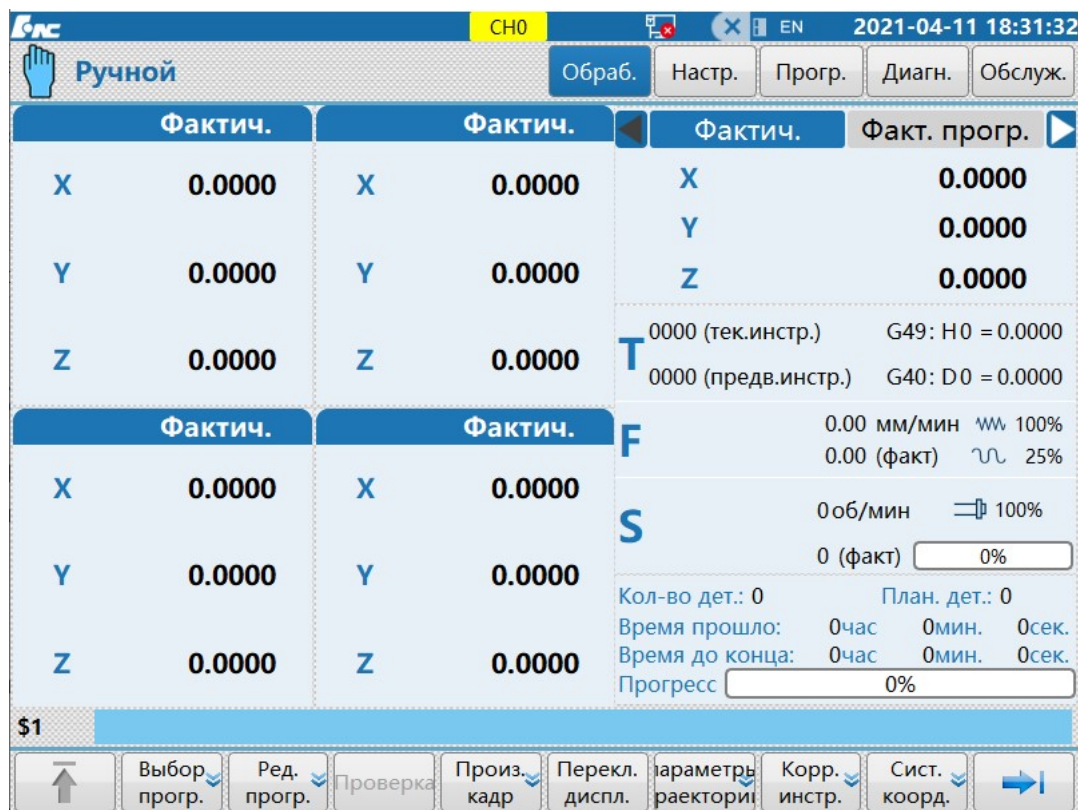 HNC CH0 EN 2021-04-11 18:31:32
Ручной Обраб. Настр. Прогр. Диагн. Обслуж.
Фактич. Фактич. Фактич. Факт. прогр.
X 0.0000 X 0.0000 X 0.0000
Y 0.0000
Y 0.0000 Y 0.0000 Z 0.0000
Z 0.0000 Z 0.0000
T 0000 (тек.инстр.) G49: H0 = 0.0000
0000 (предв.инстр.) G40: D0 = 0.0000
Фактич. Фактич.
X 0.0000 X 0.0000
Y 0.0000 Y 0.0000
Z 0.0000 Z 0.0000
F 0.00 мм/мин 100%
0.00 (факт) 25%
S 0 об/мин 100%
0 (факт) 0%
Кол-во дет.: 0 План. дет.: 0
Время прошло: 0час 0мин. 0сек.
Время до конца: 0час 0мин. 0сек.
Прогресс 0%
$1
Выбор прогр.
Ред. прогр.
Проверка
Произ. кадр
Перекл. диспл.
араметры
раектори
Корр. инстр.
Сист. коорд.